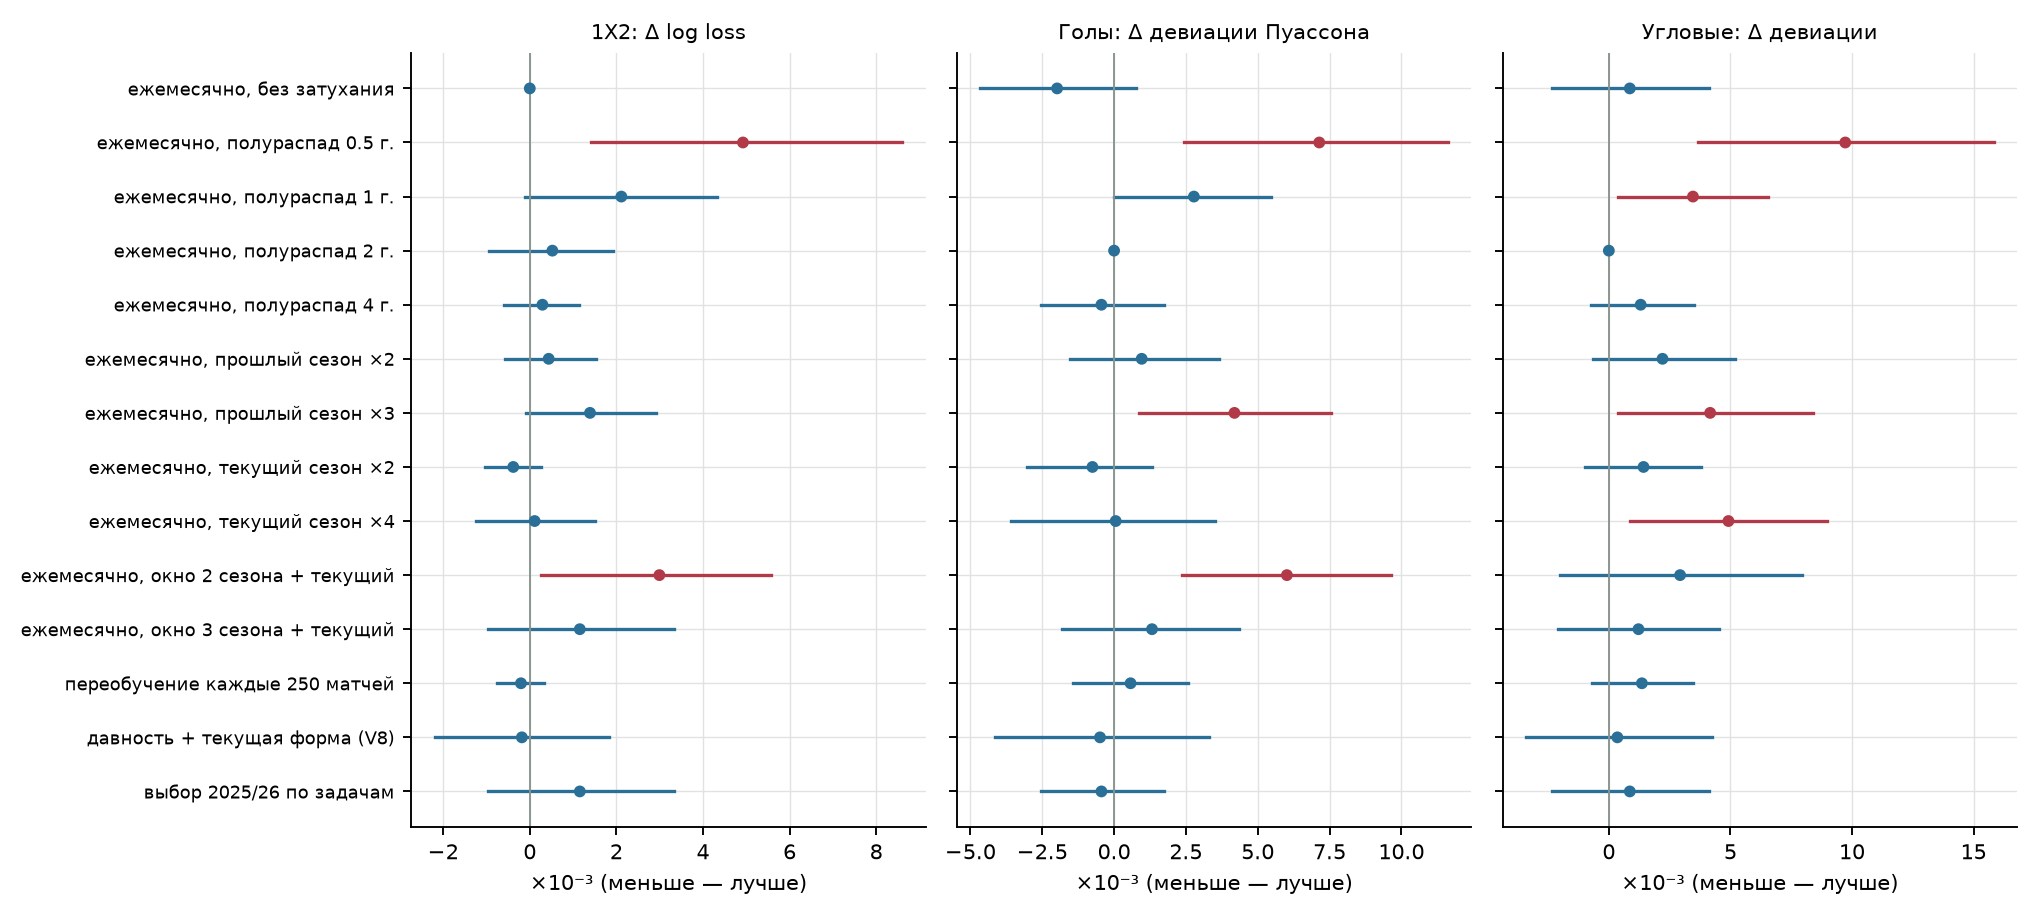 1X2: Δ log loss
Голы: Δ девиации Пуассона
Угловые: Δ девиации
ежемесячно, без затухания
ежемесячно, полураспад 0.5 г.
ежемесячно, полураспад 1 г.
ежемесячно, полураспад 2 г.
ежемесячно, полураспад 4 г.
ежемесячно, прошлый сезон ×2
ежемесячно, прошлый сезон ×3
ежемесячно, текущий сезон ×2
ежемесячно, текущий сезон ×4
ежемесячно, окно 2 сезона + текущий
ежемесячно, окно 3 сезона + текущий
переобучение каждые 250 матчей
давность + текущая форма (V8)
выбор 2025/26 по задачам
−2 0 2 4 6 8
×10⁻³ (меньше — лучше)
−5.0 −2.5 0.0 2.5 5.0 7.5 10.0
×10⁻³ (меньше — лучше)
0 5 10 15
×10⁻³ (меньше — лучше)